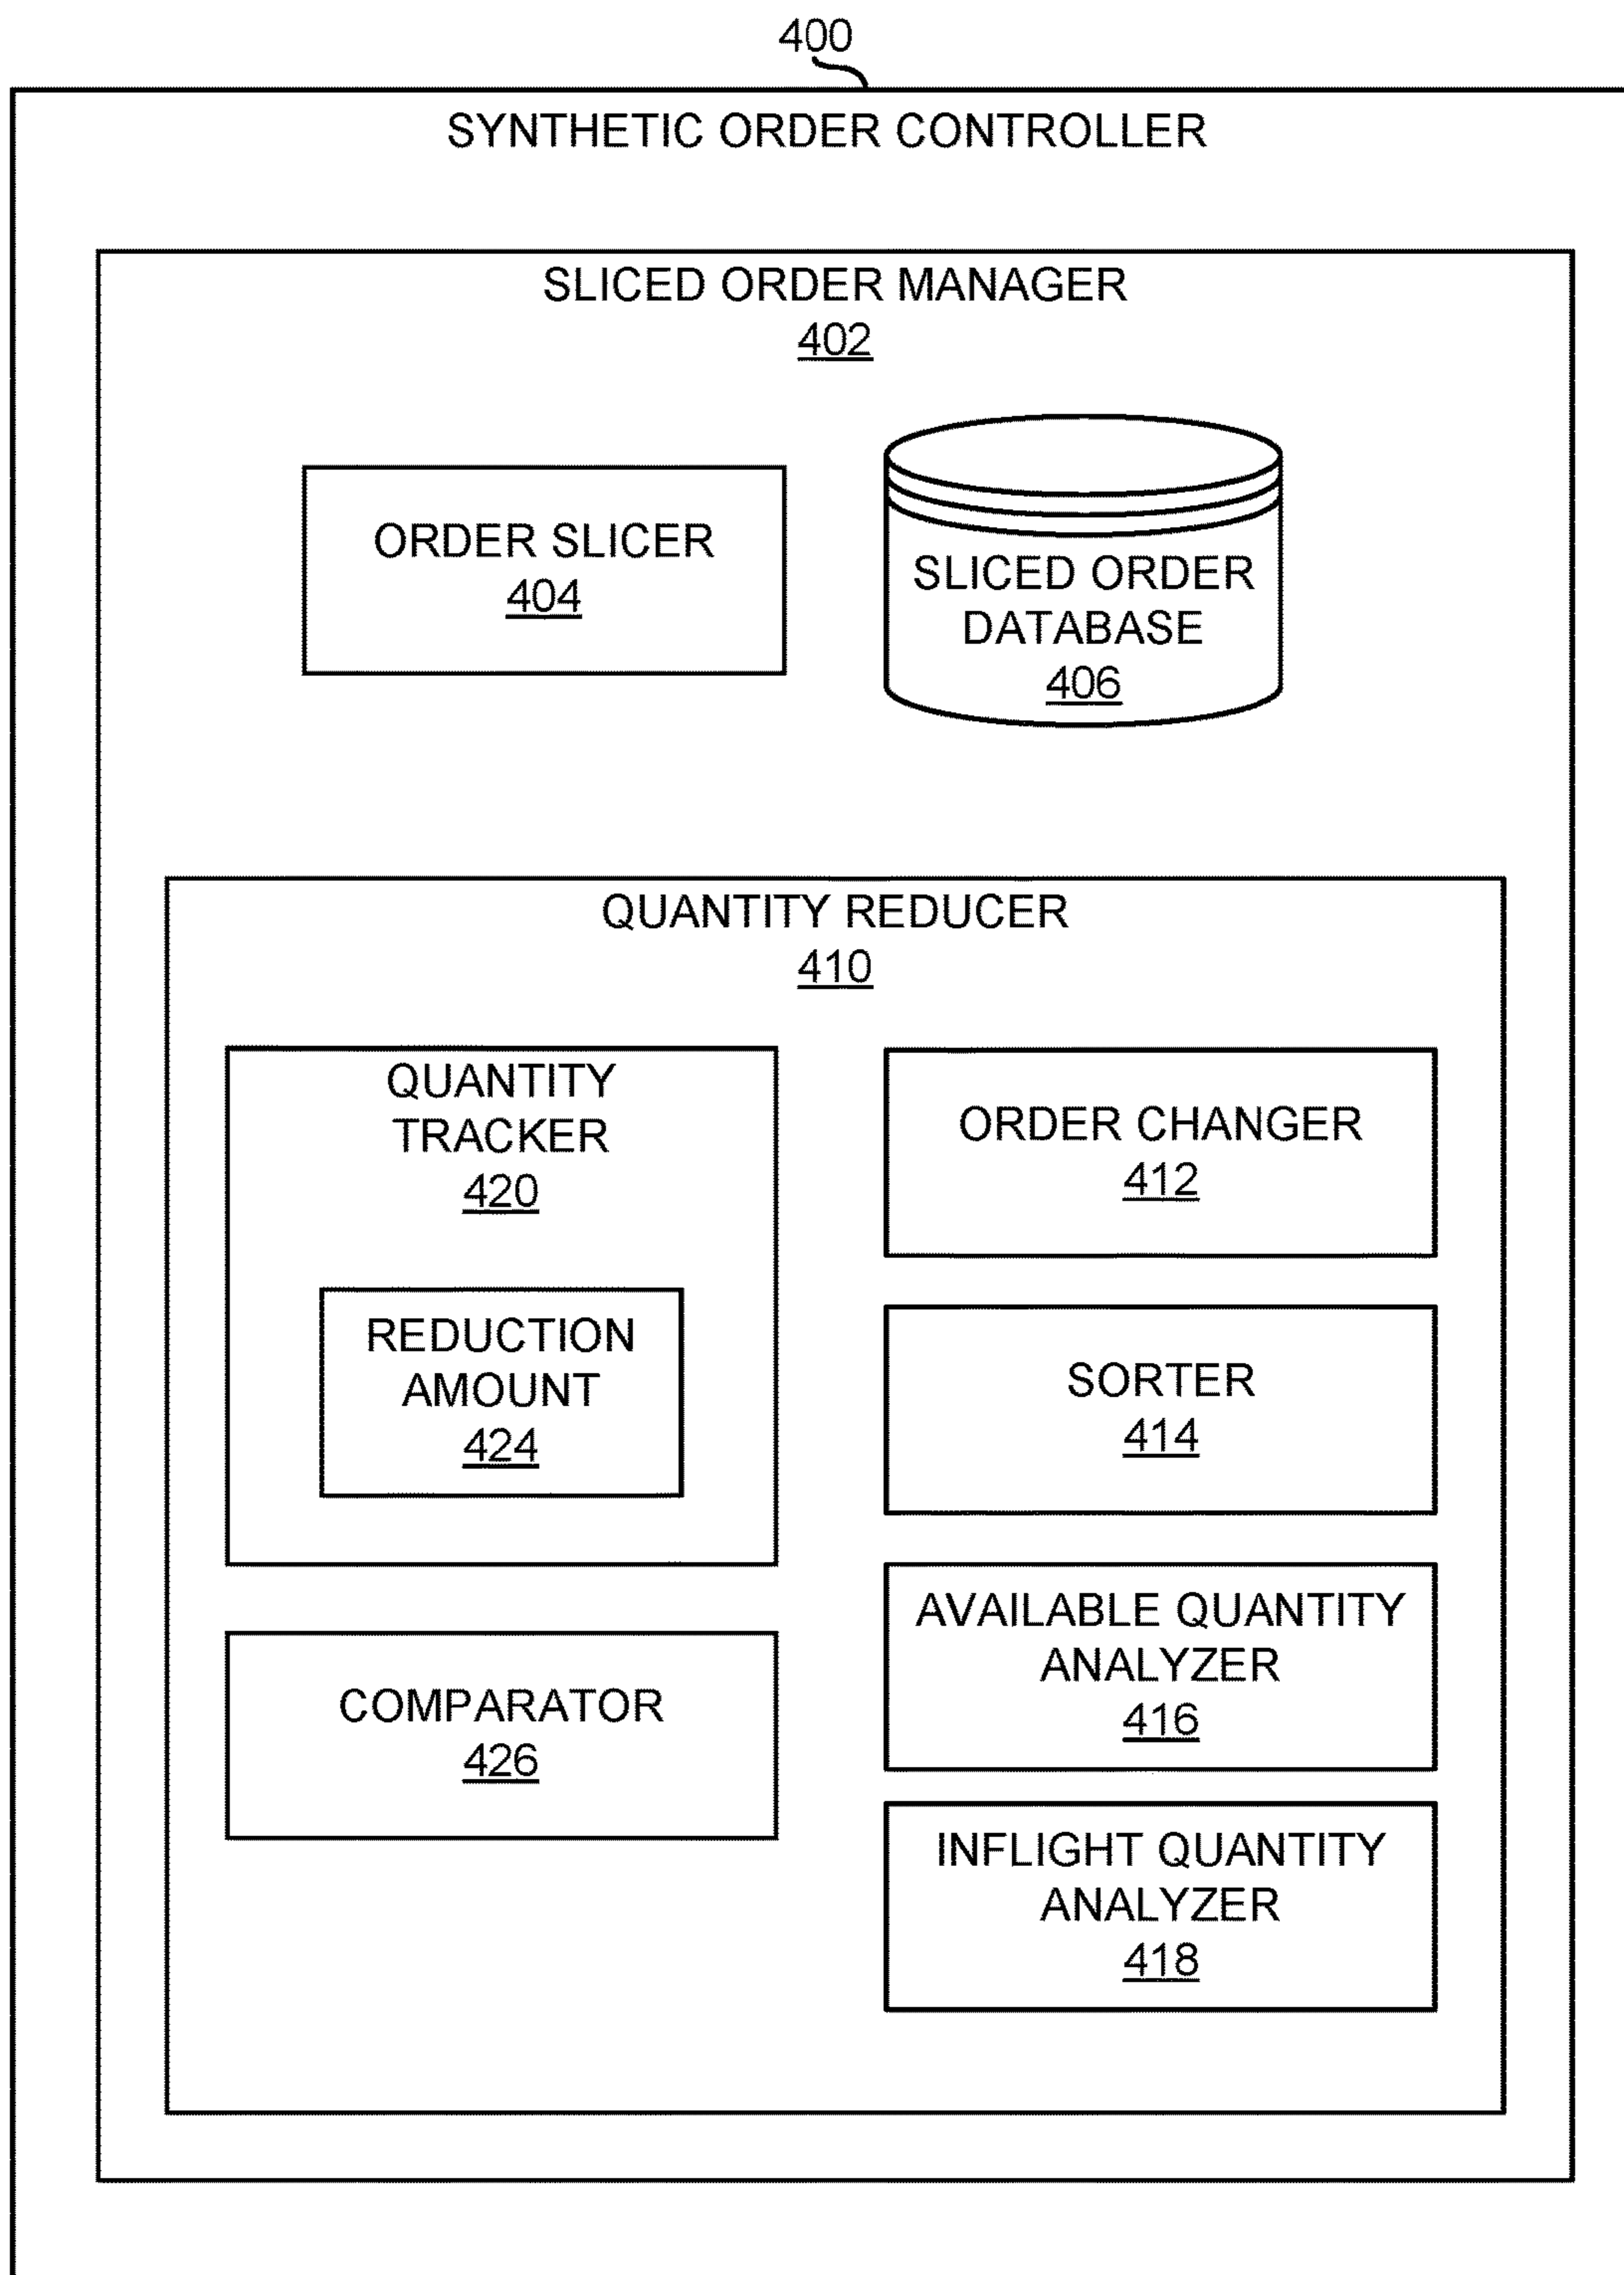 400
SYNTHETIC ORDER CONTROLLER
SLICED ORDER MANAGER
402
ORDER SLICER
404
SLICED ORDER
DATABASE
406
QUANTITY REDUCER
410
QUANTITY
TRACKER
420
REDUCTION
AMOUNT
424
COMPARATOR
426
ORDER CHANGER
412
SORTER
414
AVAILABLE QUANTITY
ANALYZER
416
INFLIGHT QUANTITY
ANALYZER
418